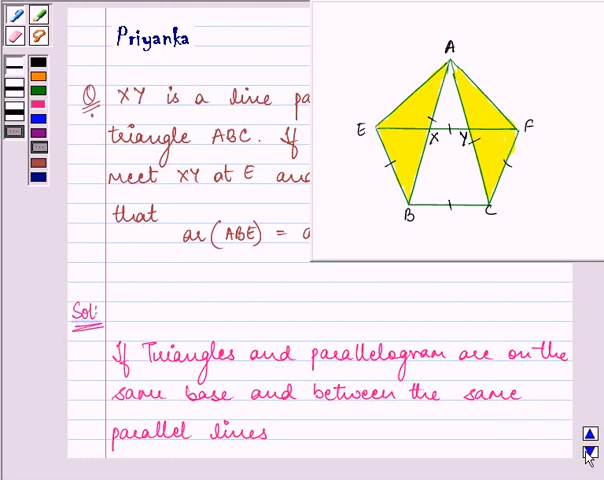 Priyanka
Q XY is a line pa
triangle ABC. If
meet XY at E and
that
ar (ABE) =
A
E
F
X
Y
B
C
Sol:
If Triangles and parallelogram are on the
same base and between the same
parallel lines